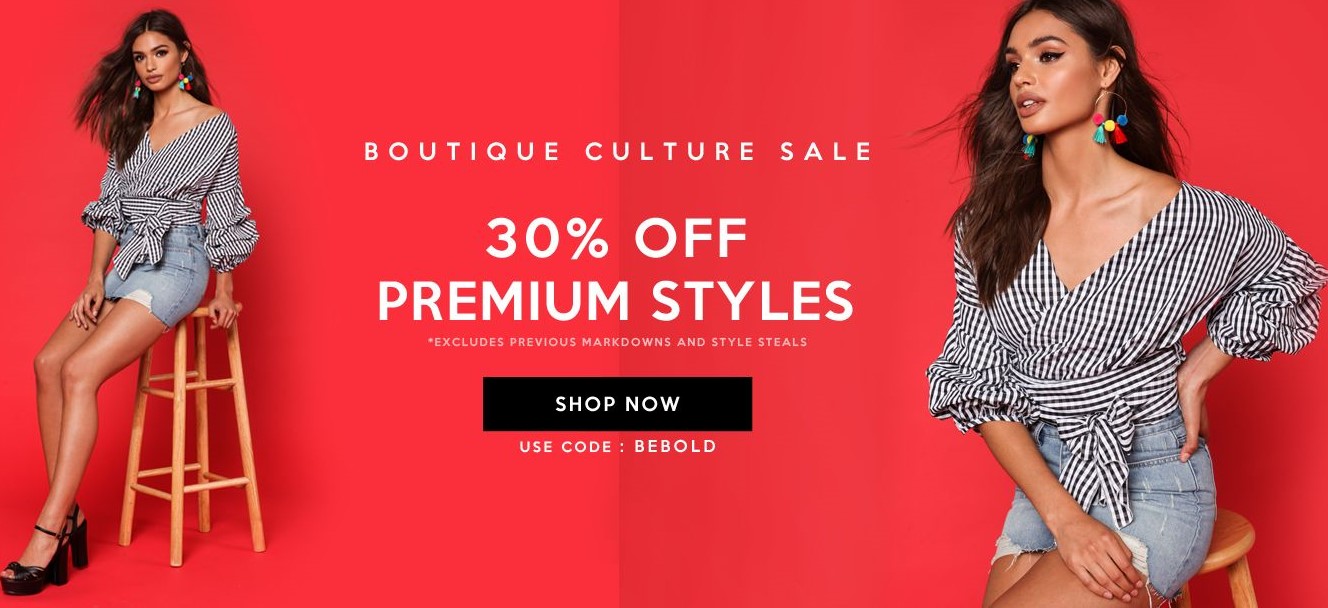 BOUTIQUE CULTURE SALE
30% OFF
PREMIUM STYLES
*EXCLUDES PREVIOUS MARKDOWNS AND STYLE STEALS
SHOP NOW
USE CODE : BEBOLD